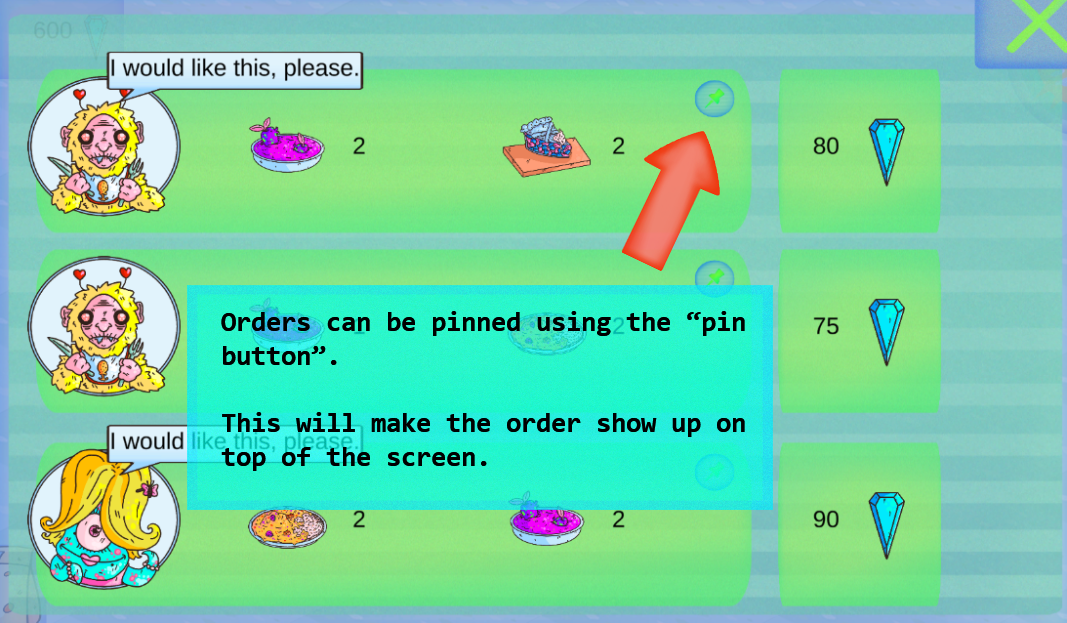 600
I would like this, please.
2
2
80
Orders can be pinned using the “pin
button”.
2
75
This will make the order show up on
top of the screen.
I would like this, please.
2
2
90